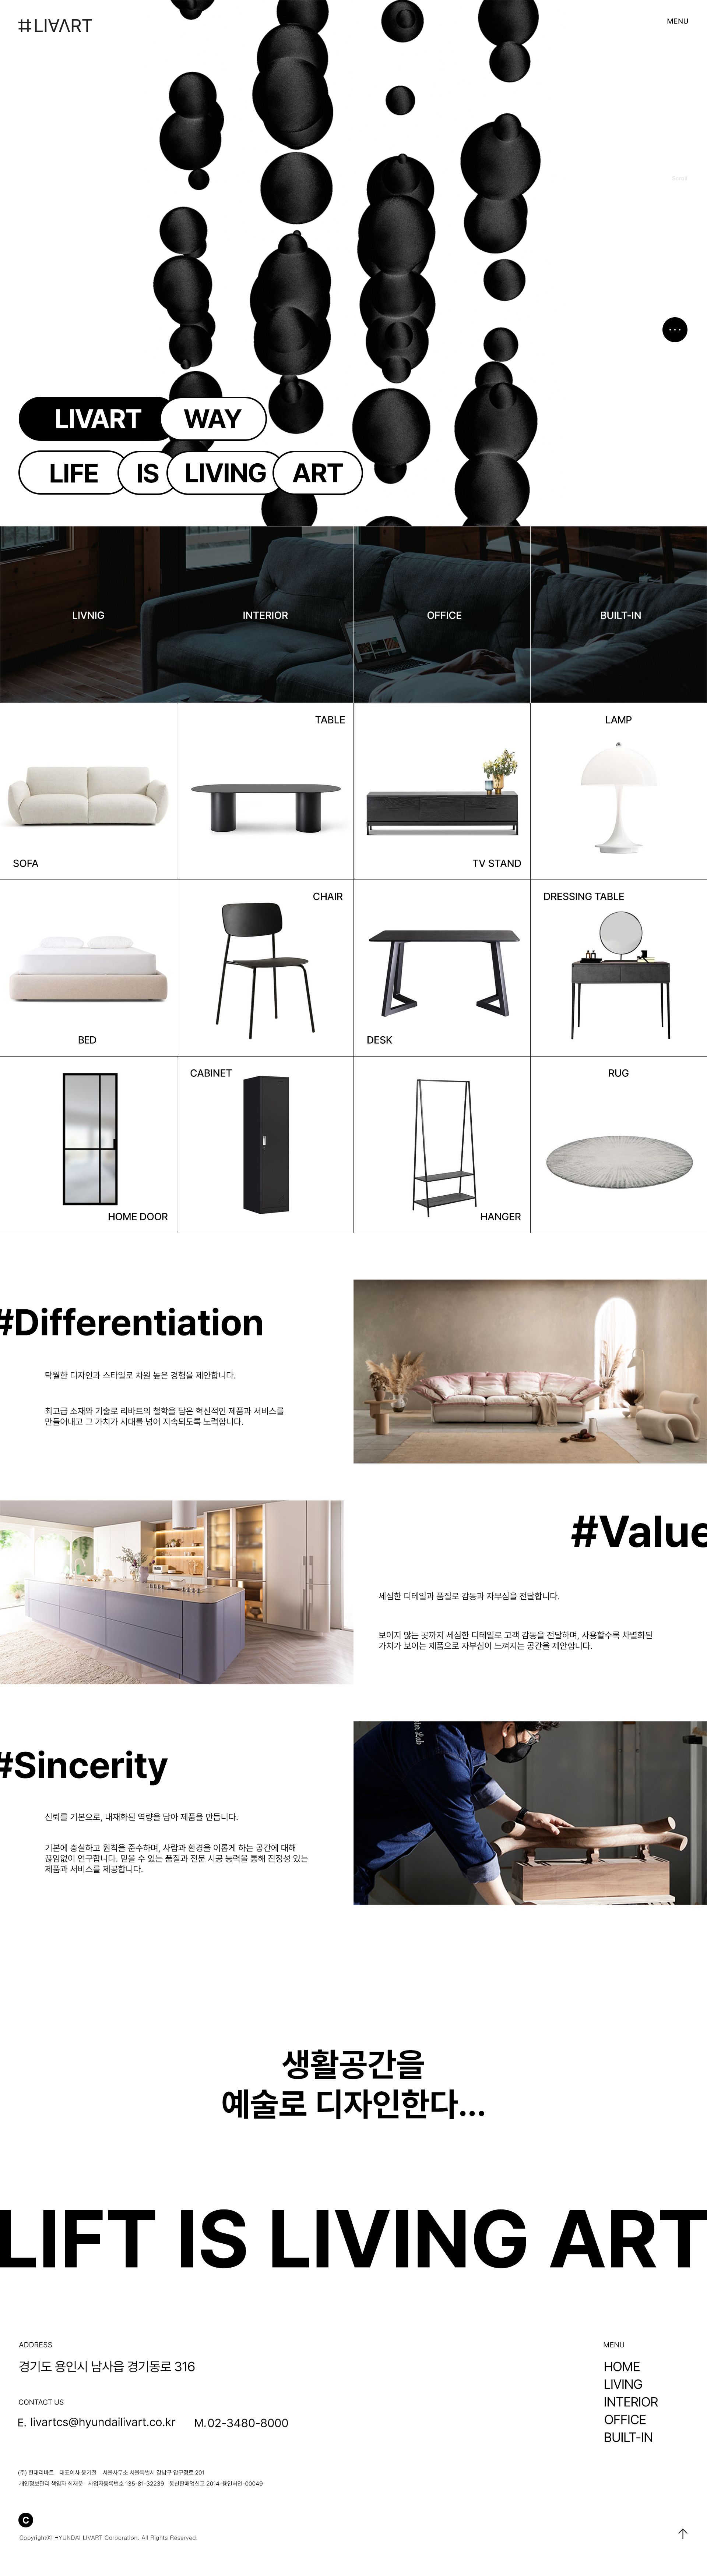 #LIVART
MENU
Scroll
LIVART WAY
LIFE IS LIVING ART
LIVNIG
INTERIOR
OFFICE
BUILT-IN
SOFA
TABLE
TV STAND
LAMP
BED
CHAIR
DESK
DRESSING TABLE
HOME DOOR
CABINET
HANGER
RUG
#Differentiation
탁월한 디자인과 스타일로 차원 높은 경험을 제안합니다.
최고급 소재와 기술로 리바트의 철학을 담은 혁신적인 제품과 서비스를
만들어내고 그 가치가 시대를 넘어 지속되도록 노력합니다.
#Value
세심한 디테일과 품질로 감동과 자부심을 전달합니다.
보이지 않는 곳까지 세심한 디테일로 고객 감동을 전달하며, 사용할수록 차별화된
가치가 보이는 제품으로 자부심이 느껴지는 공간을 제안합니다.
#Sincerity
신뢰를 기본으로, 내재화된 역량을 담아 제품을 만듭니다.
기본에 충실하고 원칙을 준수하며, 사람과 환경을 이롭게 하는 공간에 대해
끊임없이 연구합니다. 믿을 수 있는 품질과 전문 시공 능력을 통해 진정성 있는
제품과 서비스를 제공합니다.
생활공간을
예술로 디자인한다...
LIFT IS LIVING ART
ADDRESS
경기도 용인시 남사읍 경기동로 316
CONTACT US
E. livartcs@hyundailivart.co.kr M. 02-3480-8000
MENU
HOME
LIVING
INTERIOR
OFFICE
BUILT-IN
(주) 현대리바트 대표이사 윤기철 서울사무소 서울특별시 강남구 압구정로 201
개인정보관리 책임자 최재윤 사업자등록번호 135-81-32239 통신판매업신고 2014-용인처인-00049
C
Copyrightⓒ HYUNDAI LIVART Corporation. All Rights Reserved.